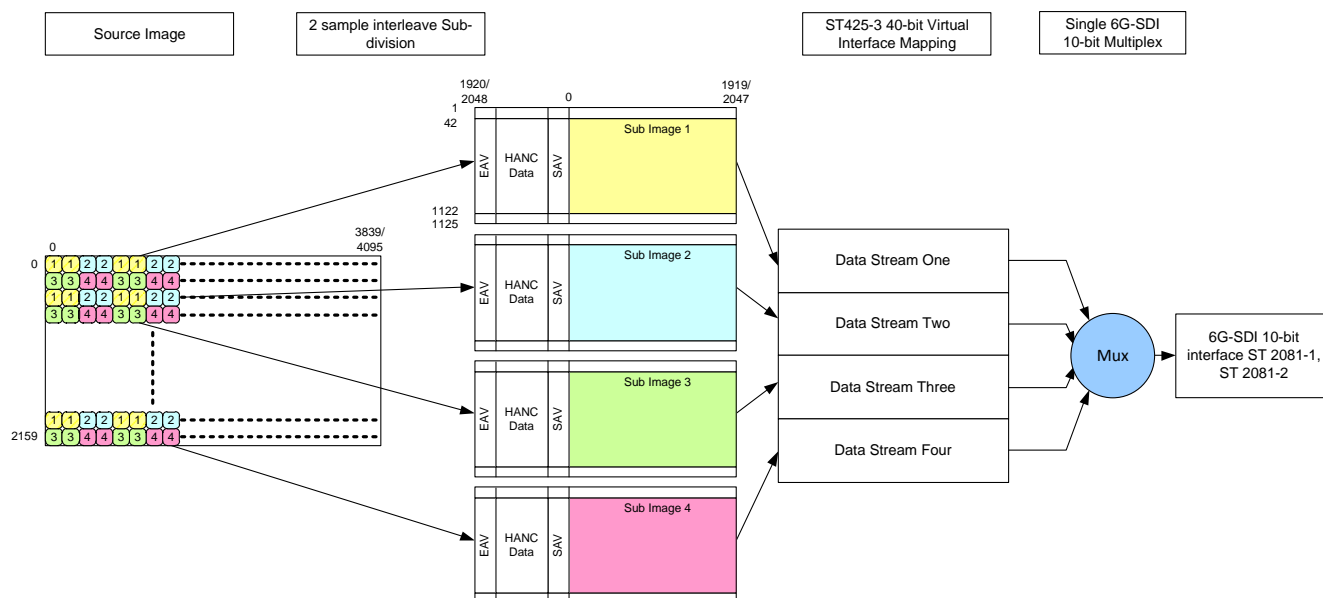 Source Image
2 sample interleave Sub-
division
ST425-3 40-bit Virtual
Interface Mapping
Single 6G-SDI
10-bit Multiplex
1920/
2048
0
1919/
2047
1
42
EAV
HANC
Data
SAV
Sub Image 1
1122
1125
EAV
HANC
Data
SAV
Sub Image 2
EAV
HANC
Data
SAV
Sub Image 3
EAV
HANC
Data
SAV
Sub Image 4
0
3839/
4095
0
1 1 2 2 1 1 2 2
3 3 4 4 3 3 4 4
1 1 2 2 1 1 2 2
3 3 4 4 3 3 4 4
1 1 2 2 1 1 2 2
2159
3 3 4 4 3 3 4 4
Data Stream One
Data Stream Two
Data Stream Three
Data Stream Four
Mux
6G-SDI 10-bit
interface ST 2081-1,
ST 2081-2